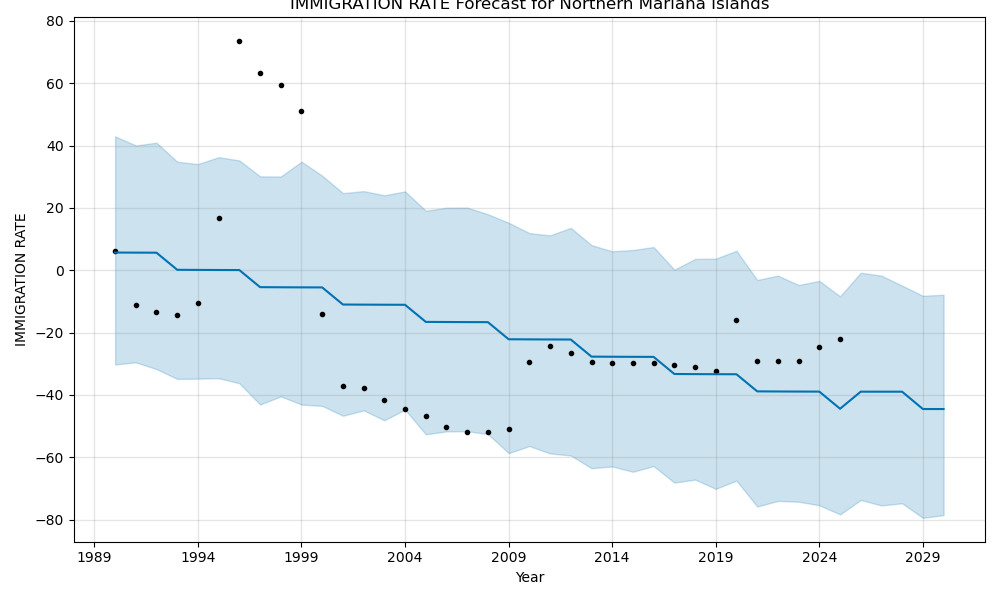 IMMIGRATION RATE Forecast for Northern Mariana Islands
80
60
40
20
0
−20
−40
−60
−80
IMMIGRATION RATE
1989 1994 1999 2004 2009 2014 2019 2024 2029
Year